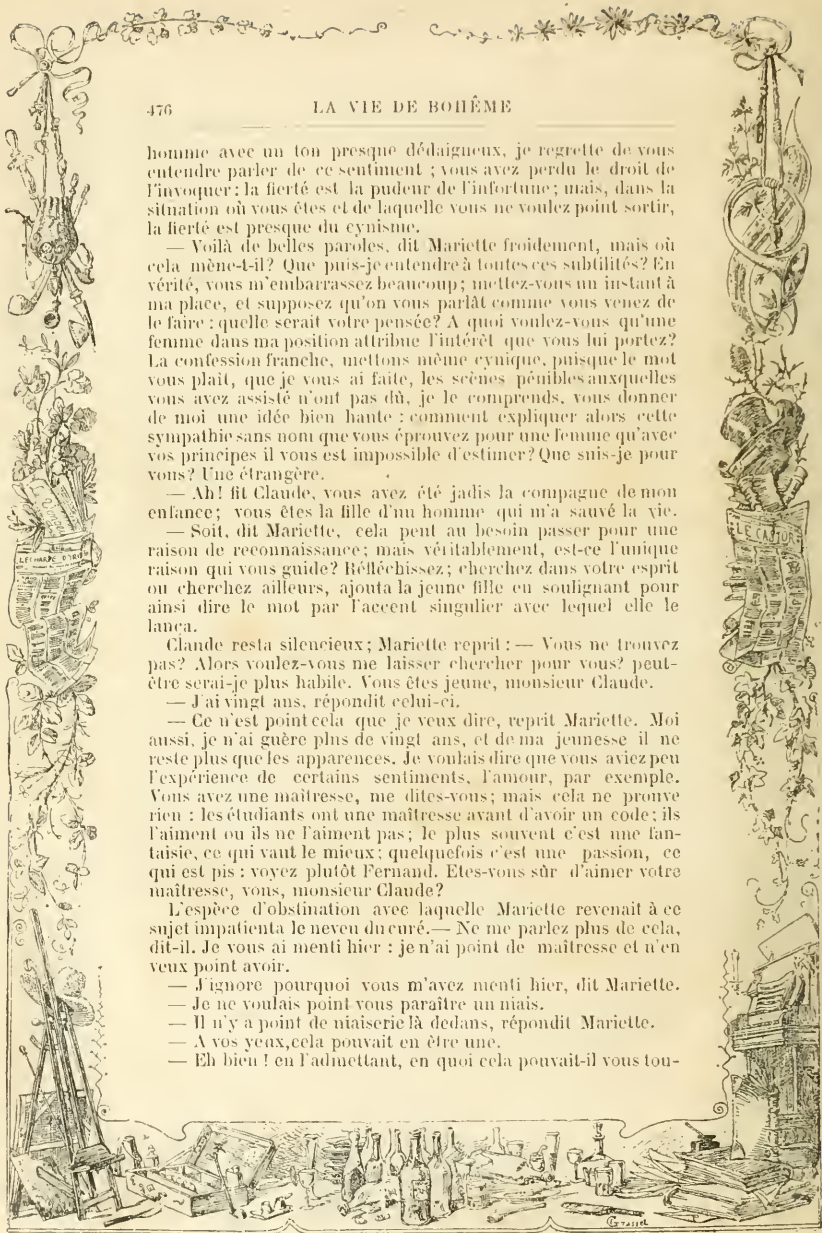 476
LA VIE DE BOHÊME
homme avec un ton presque dédaigneux, je regrette de vous
entendre parler de ce sentiment ; vous avez perdu le droit de
l'invoquer : la fierté est la pudeur de l'infortune ; mais, dans la
situation où vous êtes et de laquelle vous ne voulez point sortir,
la fierté est presque du cynisme.
— Voilà de belles paroles, dit Mariette froidement, mais où
cela mène-t-il? Que puis-je entendre à toutes ces subtilités? En
vérité, vous m'embarrassez beaucoup ; mettez-vous un instant à
ma place, et supposez qu'on vous parlât comme vous venez de
le faire : quelle serait votre pensée? A quoi voulez-vous qu'une
femme dans ma position attribue l'intérêt que vous lui portez?
La confession franche, mettons même cynique, puisque le mot
vous plait, que je vous ai faite, les scènes pénibles auxquelles
vous avez assisté n'ont pas dû, je le comprends, vous donner
de moi une idée bien haute : comment expliquer alors cette
sympathie sans nom que vous éprouvez pour une femme qu'avec
vos principes il vous est impossible d'estimer? Que suis-je pour
vous? Une étrangère.
— Ah! fit Claude, vous avez été jadis la compagne de mon
enfance ; vous êtes la fille d'un homme qui m'a sauvé la vie.
— Soit, dit Mariette, cela peut au besoin passer pour une
raison de reconnaissance ; mais véritablement, est-ce l'unique
raison qui vous guide? Réfléchissez ; cherchez dans votre esprit
ou cherchez ailleurs, ajouta la jeune fille en soulignant pour
ainsi dire le mot par l'accent singulier avec lequel elle le
lança.
Claude resta silencieux ; Mariette reprit : — Vous ne trouvez
pas? Alors voulez-vous me laisser chercher pour vous? peut-
être serai-je plus habile. Vous êtes jeune, monsieur Claude.
— J'ai vingt ans, répondit celui-ci.
— Ce n'est point cela que je veux dire, reprit Mariette. Moi
aussi, je n'ai guère plus de vingt ans, et de ma jeunesse il ne
reste plus que les apparences. Je voulais dire que vous aviez peu
l'expérience de certains sentiments, l'amour, par exemple.
Vous avez une maîtresse, me dites-vous ; mais cela ne prouve
rien : les étudiants ont une maîtresse avant d'avoir un code ; ils
l'aiment ou ils ne l'aiment pas ; le plus souvent c'est une fan-
taisie, ce qui vaut le mieux ; quelquefois c'est une passion, ce
qui est pis : voyez plutôt Fernand. Etes-vous sûr d'aimer votre
maîtresse, vous, monsieur Claude?
L'espèce d'obstination avec laquelle Mariette revenait à ce
sujet impatienta le neveu du curé. — Ne me parlez plus de cela,
dit-il. Je vous ai menti hier : je n'ai point de maîtresse et n'en
veux point avoir.
— J'ignore pourquoi vous m'avez menti hier, dit Mariette.
— Je ne voulais point vous paraître un niais.
— Il n'y a point de niaiserie là dedans, répondit Mariette.
— A vos yeux, cela pouvait en être une.
— Eh bien ! en l'admettant, en quoi cela pouvait-il vous tou-
LECHARPE D'IRIS
LE CASTOR
Grasset